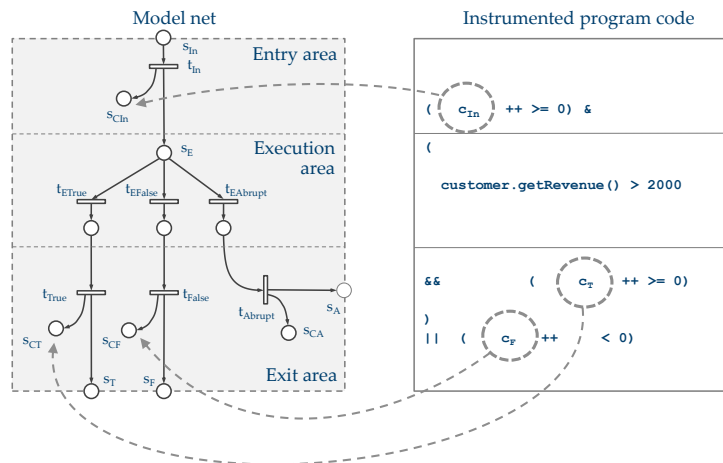 Model net
Instrumented program code
s_In
Entry area
t_In
s_CIn
( c_In ++ >= 0) &
s_E
Execution area
(
t_ETrue t_EFalse t_EAbrupt
customer.getRevenue() > 2000
t_True t_False
t_Abrupt
s_A
&& ( c_T ++ >= 0)
s_CT s_CF s_CA
)
|| ( c_F ++ < 0)
s_T s_F
Exit area